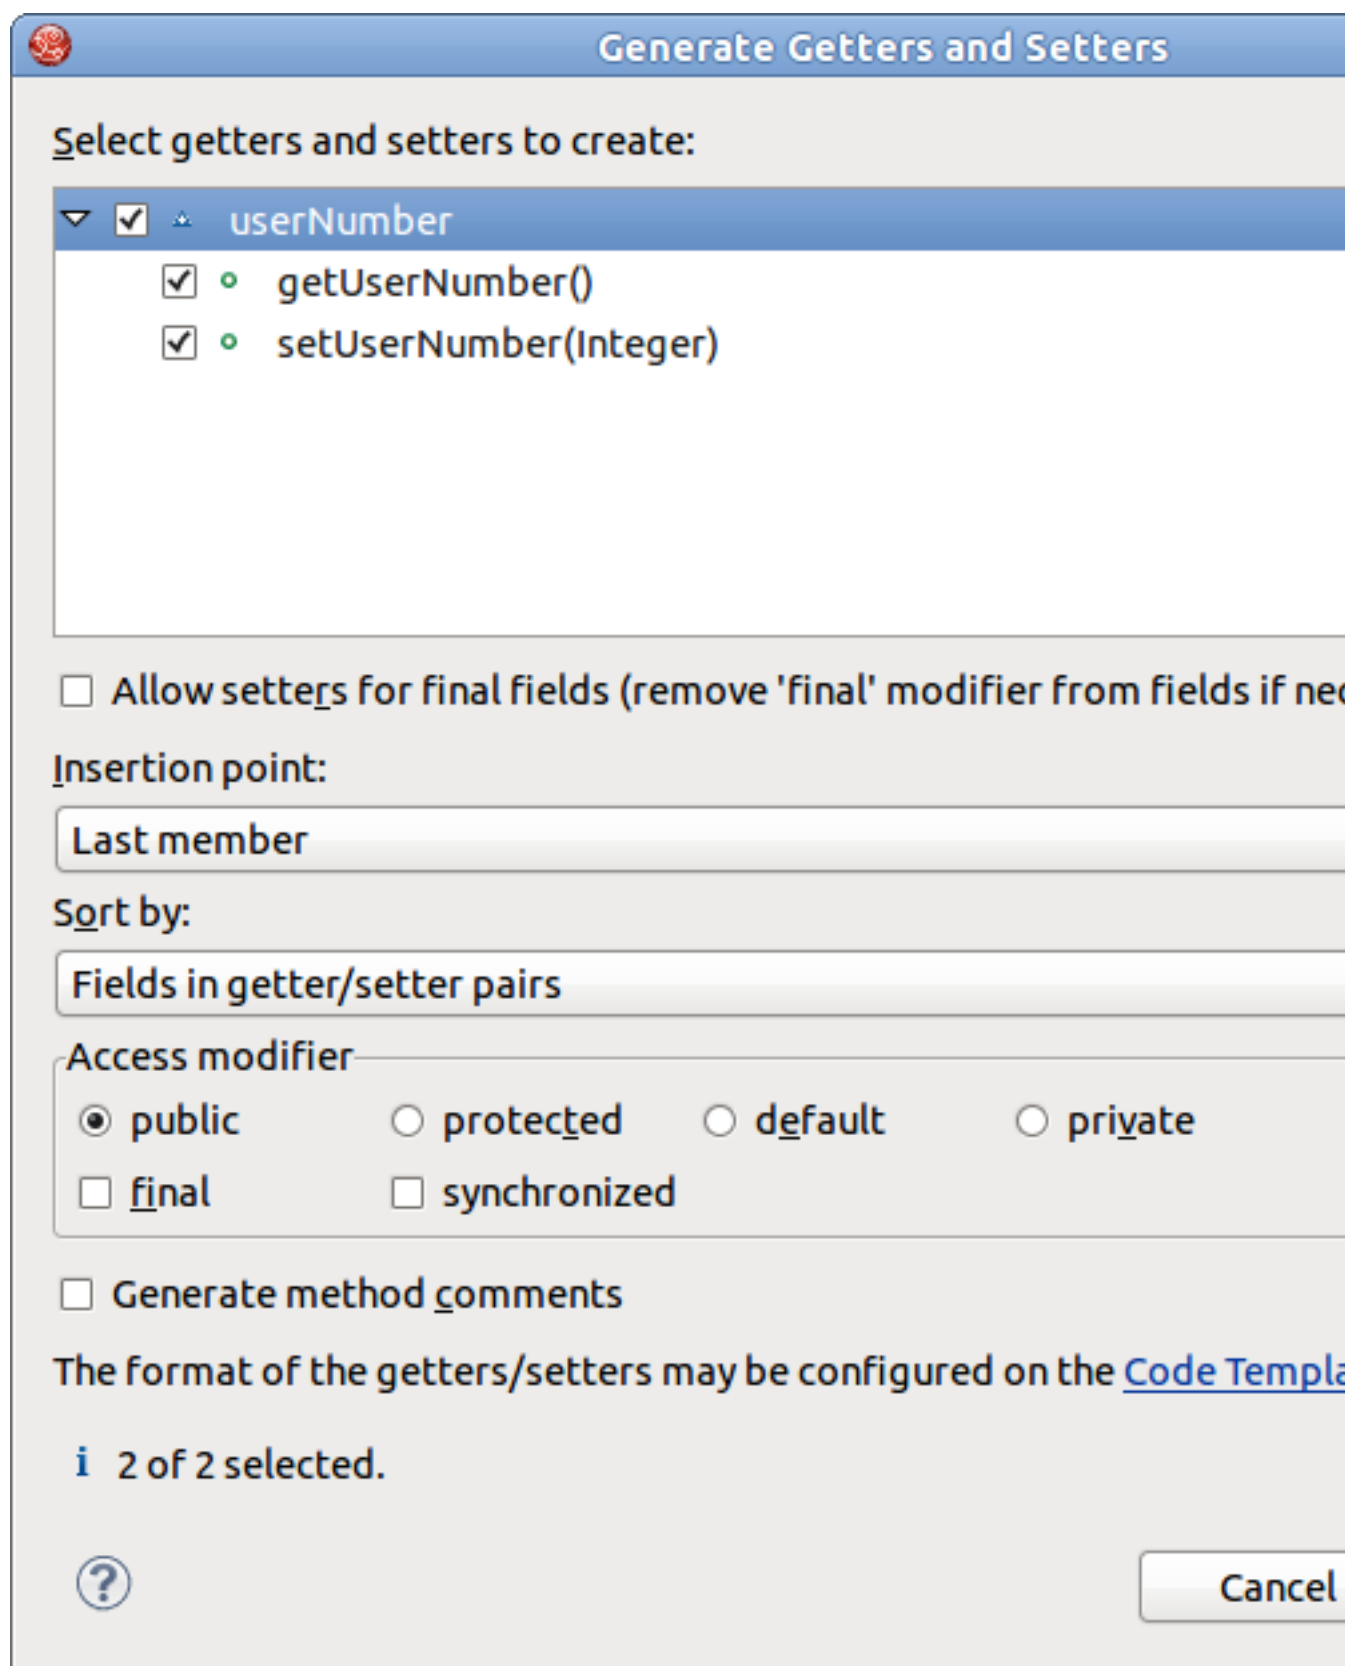 Generate Getters and Setters
Select getters and setters to create:
userNumber
getUserNumber()
setUserNumber(Integer)
Allow setters for final fields (remove 'final' modifier from fields if
Insertion point:
Last member
Sort by:
Fields in getter/setter pairs
Access modifier
public protected default private
final synchronized
Generate method comments
The format of the getters/setters may be configured on the Code
2 of 2 selected.
Cancel